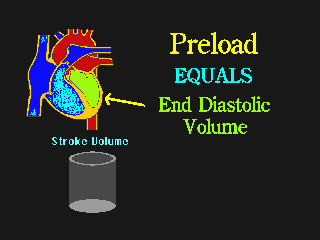 Preload
EQUALS
End Diastolic
Volume
Stroke Volume